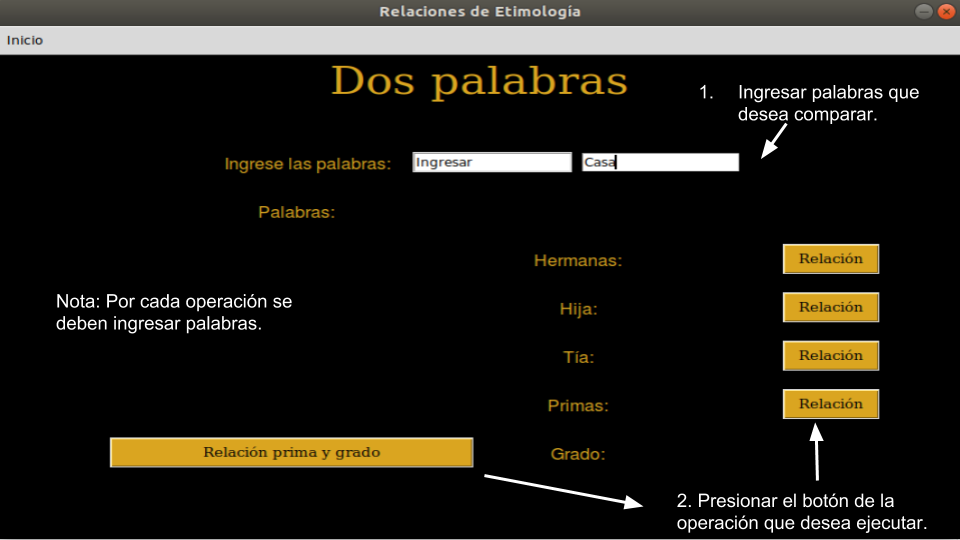 Relaciones de Etimología
Inicio
Dos palabras
1. Ingresar palabras que
desea comparar.
Ingrese las palabras: Ingresar Casa
Palabras:
Hermanas: Relación
Nota: Por cada operación se
deben ingresar palabras.
Hija: Relación
Tía: Relación
Primas: Relación
Relación prima y grado Grado:
2. Presionar el botón de la
operación que desea ejecutar.